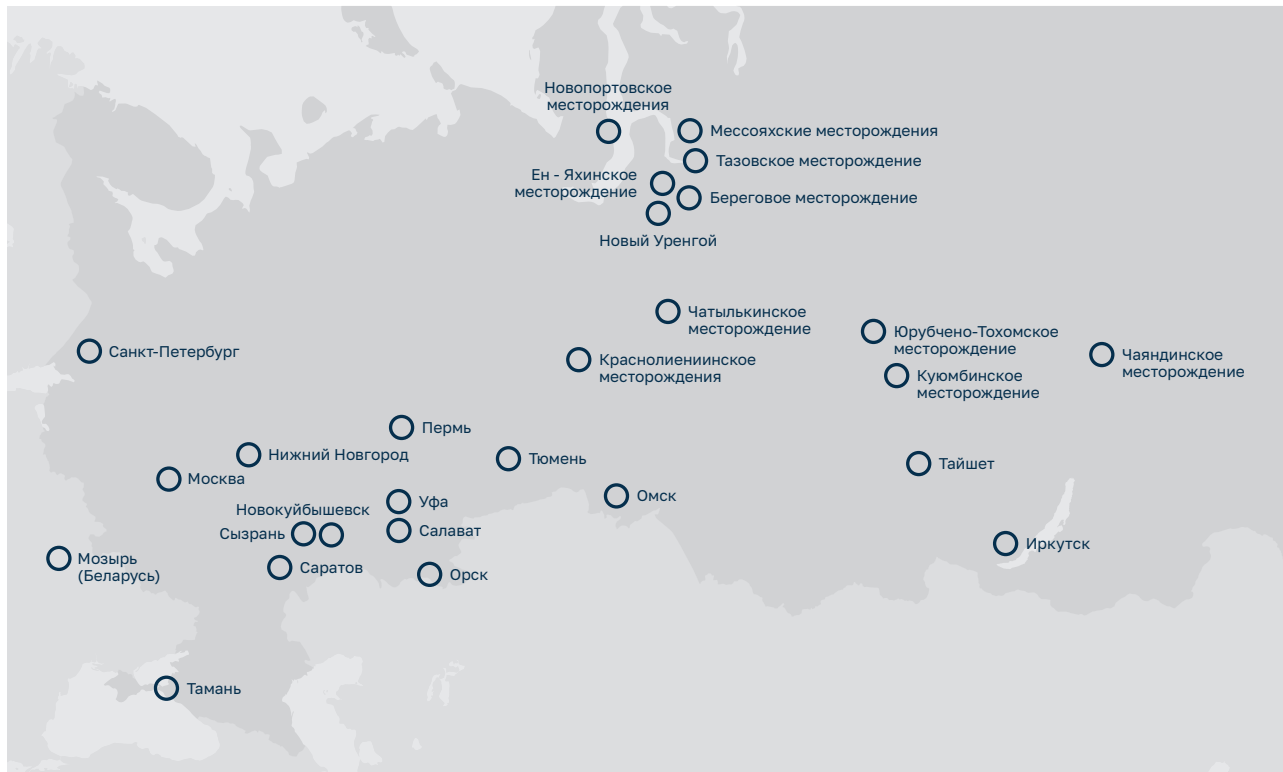 Новопортовское
месторождения
Мессояхские месторождения
Тазовское месторождение
Ен - Яхинское
месторождение
Береговое месторождение
Новый Уренгой
Чатылькинское
месторождение
Юрубчено-Тохомское
месторождение
Чаяндинское
месторождение
Санкт-Петербург
Краснолиениинское
месторождения
Куюмбинское
месторождение
Пермь
Нижний Новгород
Тюмень
Тайшет
Москва
Омск
Уфа
Новокуйбышевск
Сызрань
Салават
Иркутск
Мозырь
(Беларусь)
Саратов
Орск
Тамань